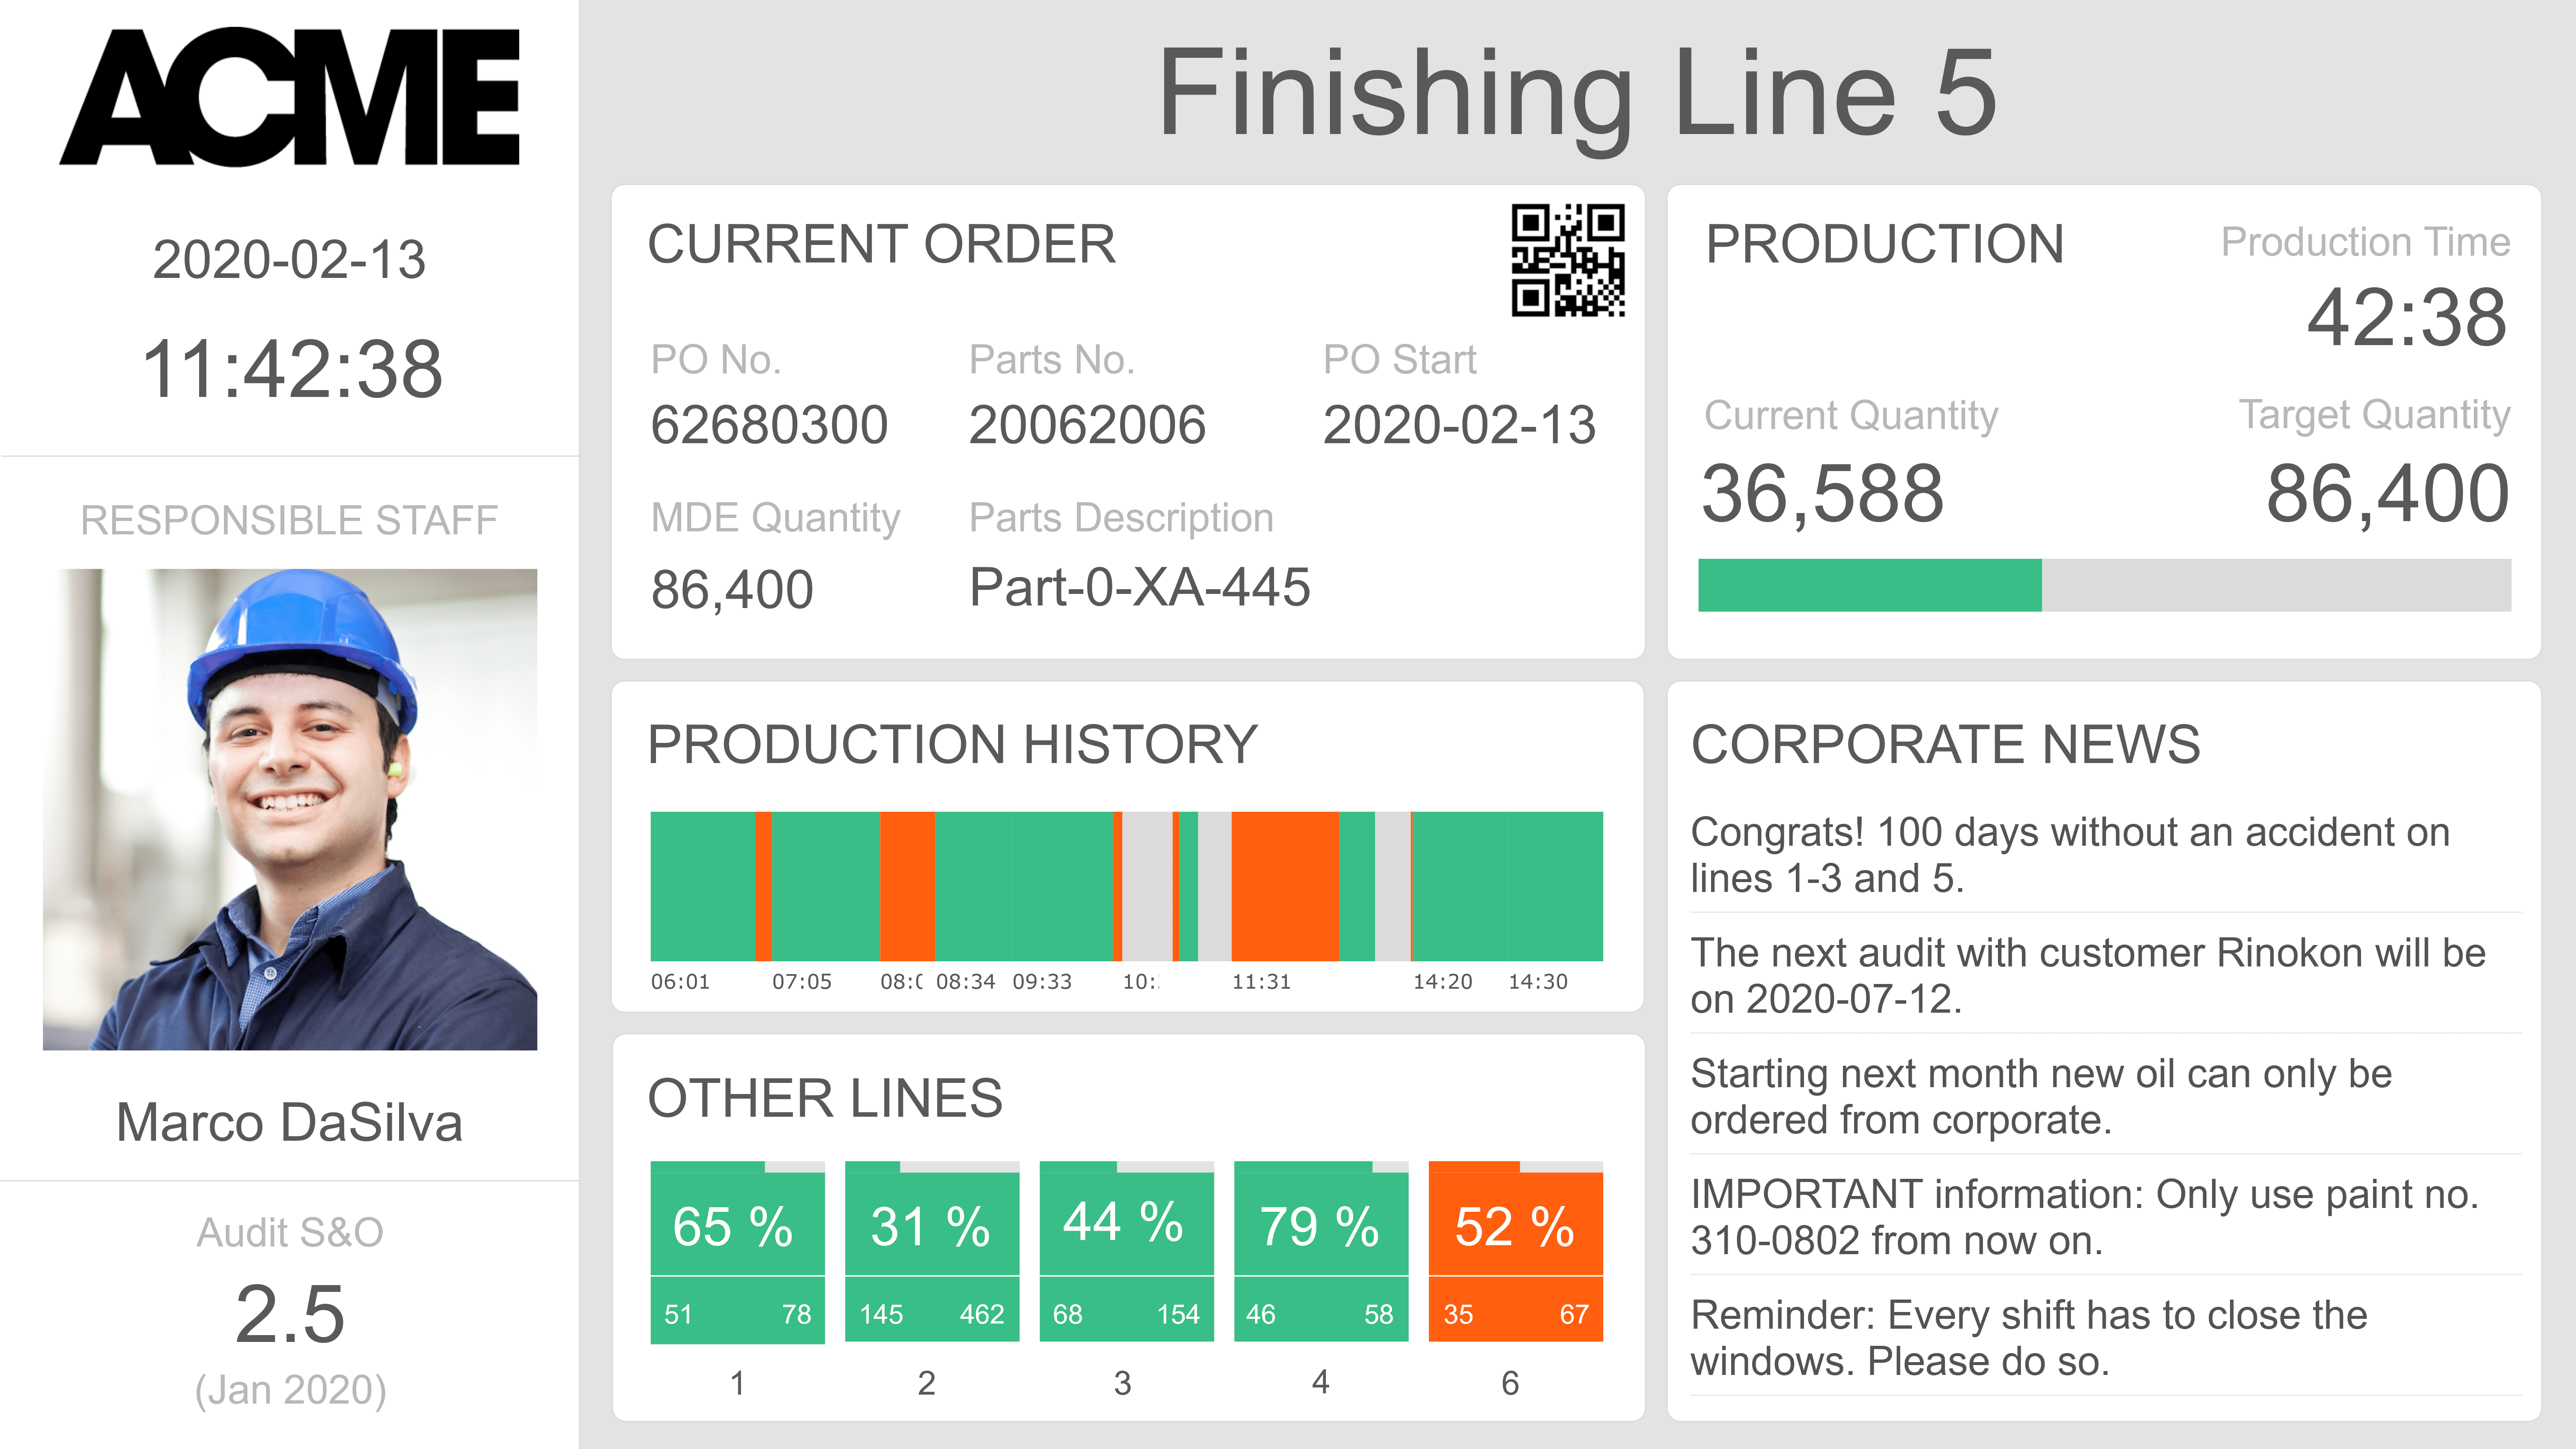 ACME
2020-02-13
11:42:38
RESPONSIBLE STAFF
Marco DaSilva
Audit S&O
2.5
(Jan 2020)
Finishing Line 5
CURRENT ORDER
PO No.
Parts No.
PO Start
62680300
20062006
2020-02-13
MDE Quantity
Parts Description
86,400
Part-0-XA-445
PRODUCTION
Production Time
42:38
Current Quantity
Target Quantity
36,588
86,400
PRODUCTION HISTORY
06:01 07:05 08:34 09:33 11:31 14:20 14:30
OTHER LINES
65 %
31 %
44 %
79 %
52 %
51 78
145 462
68 154
46 58
35 67
1
2
3
4
6
CORPORATE NEWS
Congrats! 100 days without an accident on
lines 1-3 and 5.
The next audit with customer Rinokon will be
on 2020-07-12.
Starting next month new oil can only be
ordered from corporate.
IMPORTANT information: Only use paint no.
310-0802 from now on.
Reminder: Every shift has to close the
windows. Please do so.